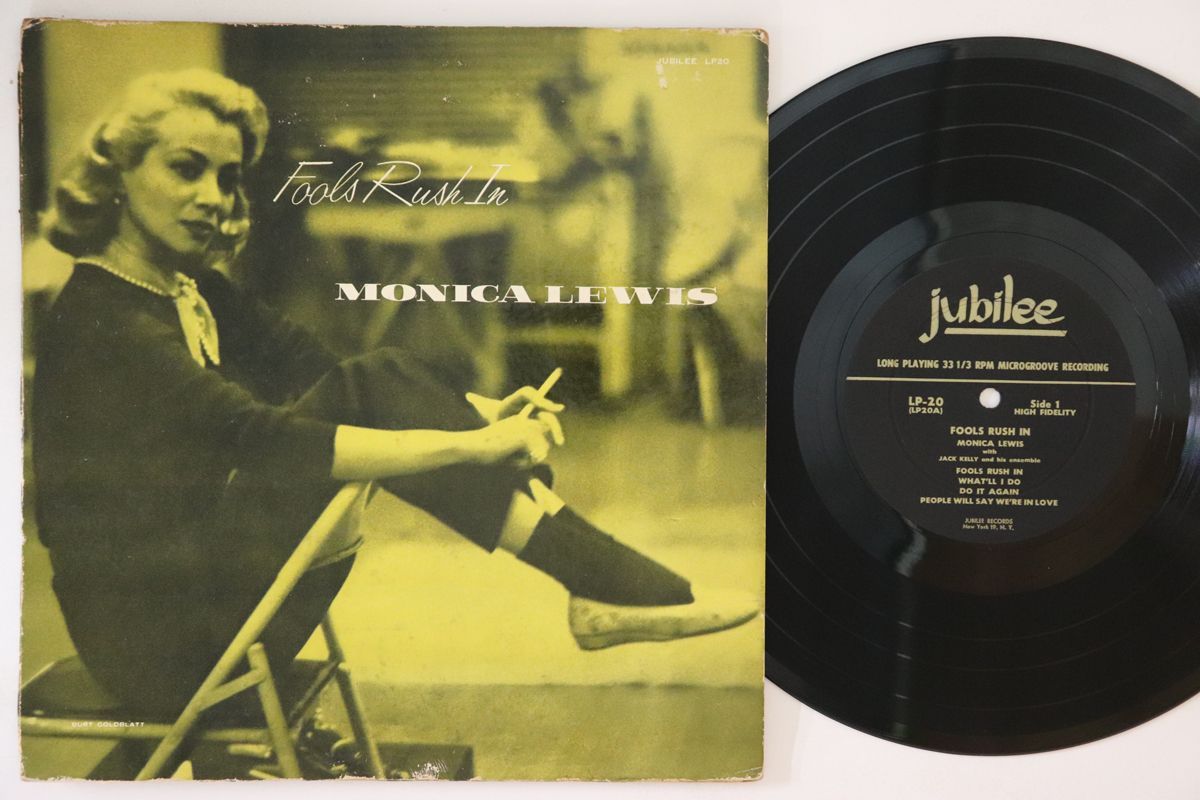 JUBILEE LP20
Fools Rush In
MONICA LEWIS
BURT GOLDBLATT
jubilee
LONG PLAYING 33 1/3 RPM MICROGROOVE RECORDING
LP-20
(LP20A)
Side 1
HIGH FIDELITY
FOOLS RUSH IN
MONICA LEWIS
with
JACK KELLY and his ensemble
FOOLS RUSH IN
WHAT'LL I DO
DO IT AGAIN
PEOPLE WILL SAY WE'RE IN LOVE
JUBILEE RECORDS
New York 19, N. Y.